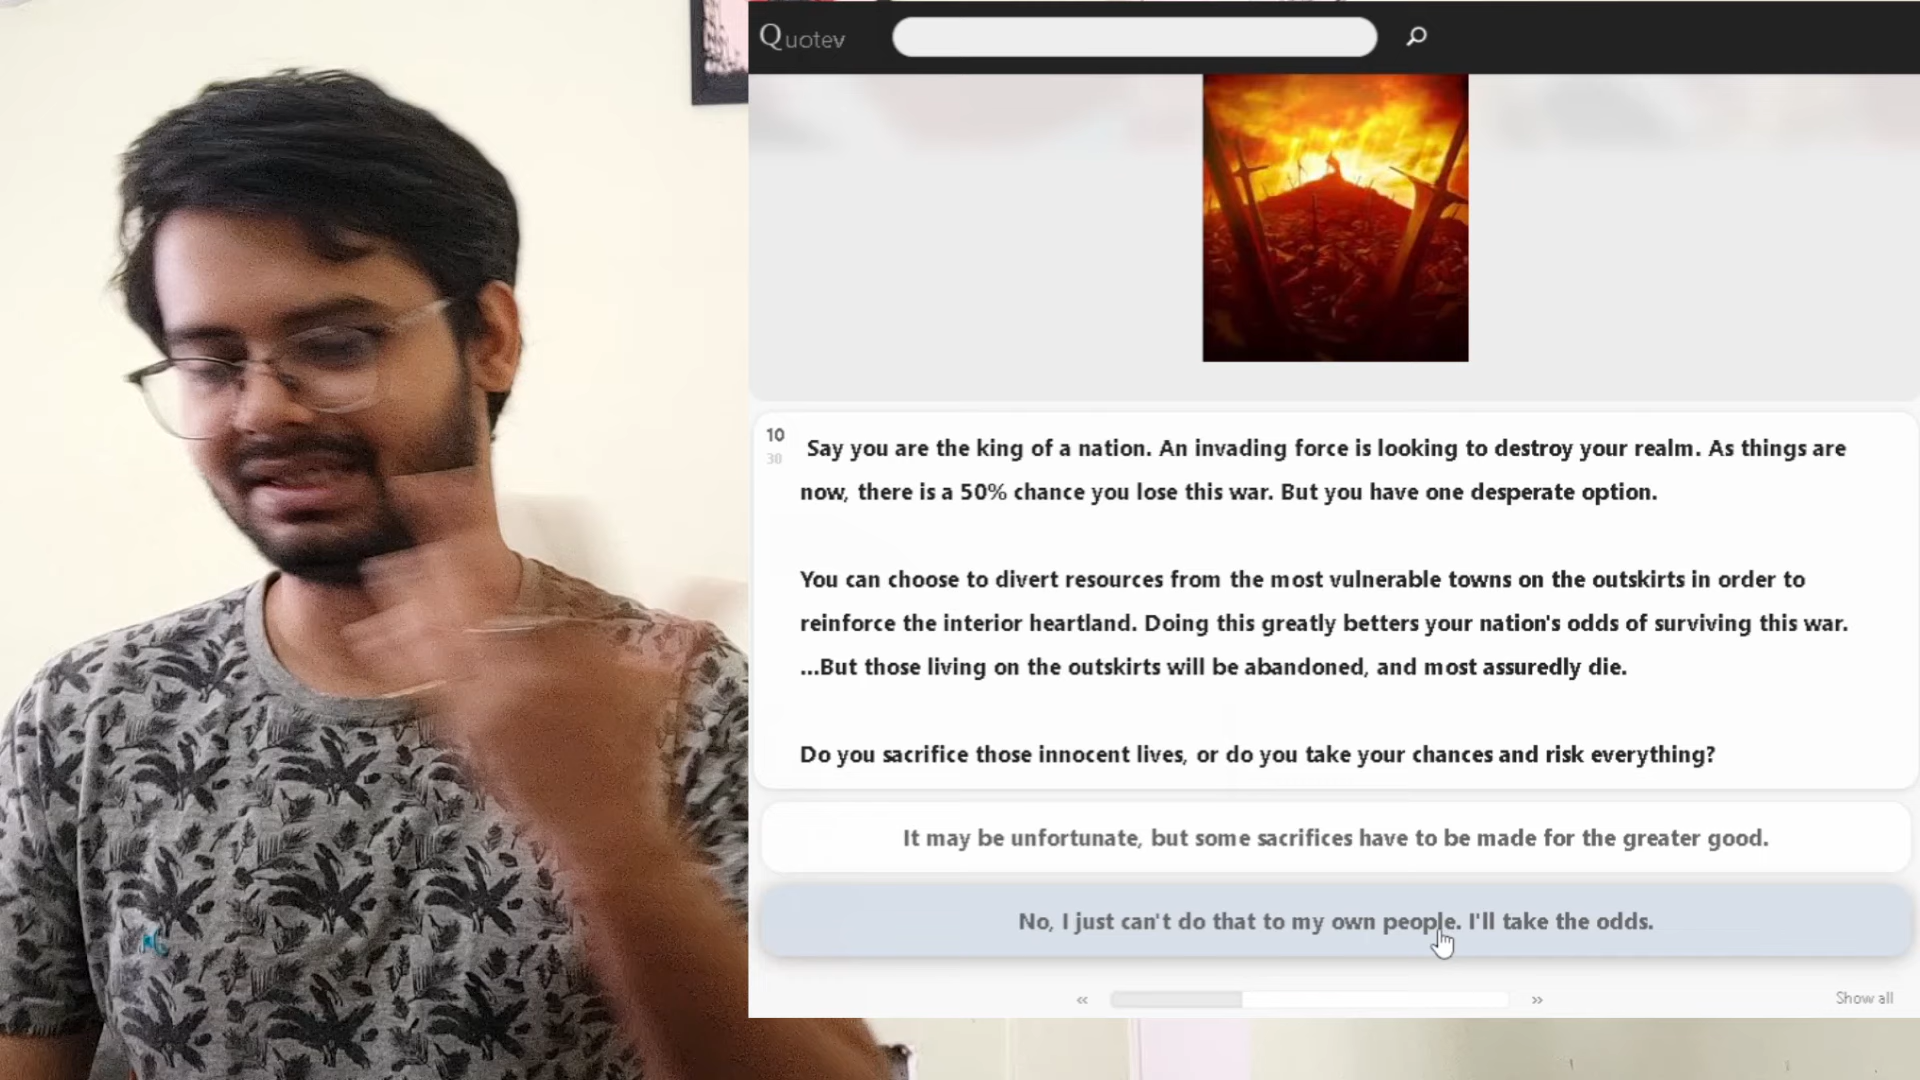 Quotev
10
30
Say you are the king of a nation. An invading force is looking to destroy your realm. As things are
now, there is a 50% chance you lose this war. But you have one desperate option.
You can choose to divert resources from the most vulnerable towns on the outskirts in order to
reinforce the interior heartland. Doing this greatly betters your nation's odds of surviving this war.
...But those living on the outskirts will be abandoned, and most assuredly die.
Do you sacrifice those innocent lives, or do you take your chances and risk everything?
It may be unfortunate, but some sacrifices have to be made for the greater good.
No, I just can't do that to my own people. I'll take the odds.
« » Show all